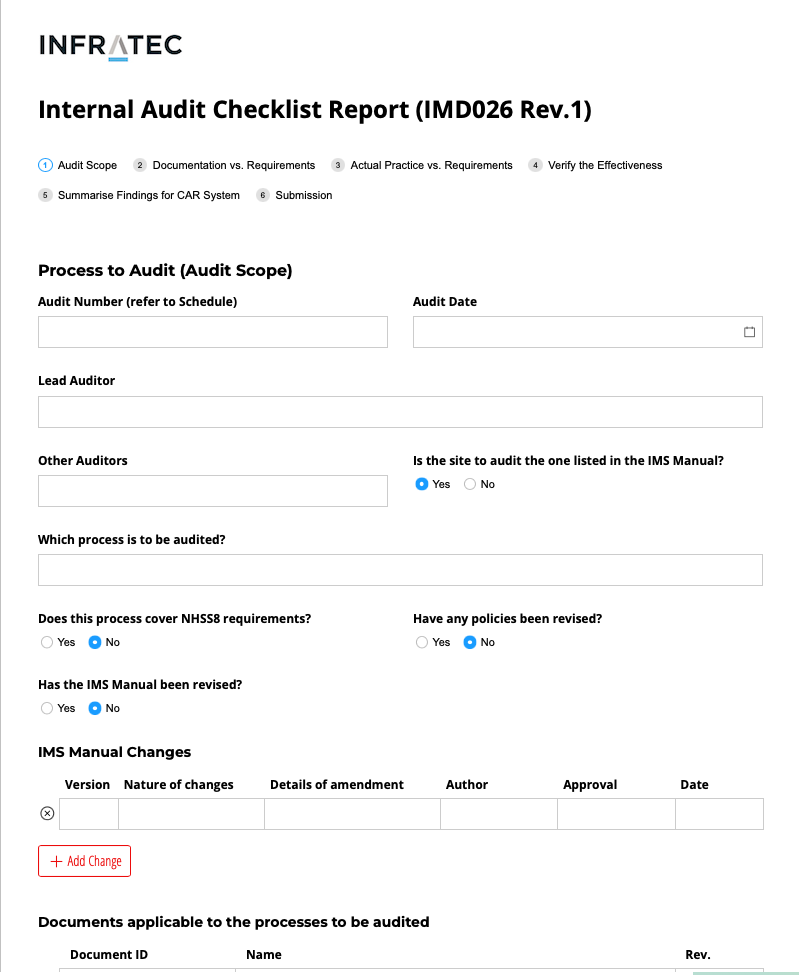 INFRATEC
Internal Audit Checklist Report (IMD026 Rev.1)
1 Audit Scope 2 Documentation vs. Requirements 3 Actual Practice vs. Requirements 4 Verify the Effectiveness
5 Summarise Findings for CAR System 6 Submission
Process to Audit (Audit Scope)
Audit Number (refer to Schedule) Audit Date
Lead Auditor
Other Auditors Is the site to audit the one listed in the IMS Manual?
Yes No
Which process is to be audited?
Does this process cover NHSS8 requirements? Have any policies been revised?
Yes No Yes No
Has the IMS Manual been revised?
Yes No
IMS Manual Changes
Version Nature of changes Details of amendment Author Approval Date
Add Change
Documents applicable to the processes to be audited
Document ID Name Rev.